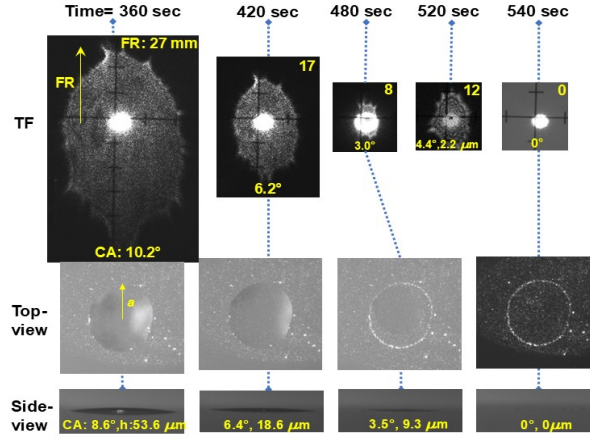 Time= 360 sec 420 sec 480 sec 520 sec 540 sec
FR: 27 mm 17 8 12 0
FR
TF
3.0° 4.4°,2.2 µm 0°
6.2°
CA: 10.2°
a
Top-
view
Side-
view
CA: 8.6°,h:53.6 µm 6.4°, 18.6 µm 3.5°, 9.3 µm 0°, 0µm